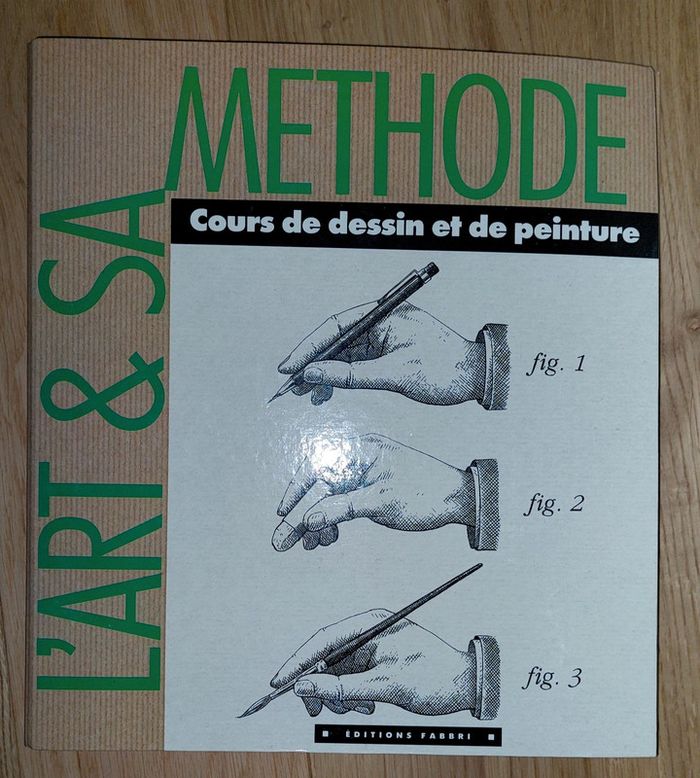 L'ART & SA
METHODE
Cours de dessin et de peinture
fig. 1
fig. 2
fig. 3
ÉDITIONS FABBRI